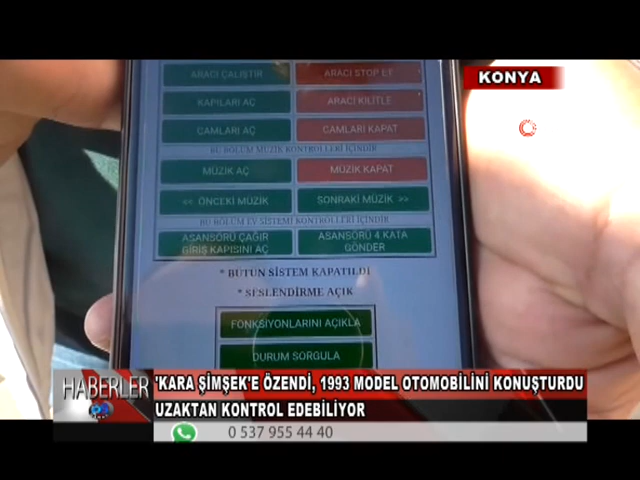 KONYA
ARACI ÇALIŞTIR ARACI STOP ET
KAPILARI AÇ ARACI KİLİTLE
CAMLARI AÇ CAMLARI KAPAT
BU BÖLÜM MÜZİK KONTROLLERİ İÇİNDİR
MÜZİK AÇ MÜZİK KAPAT
<< ÖNCEKİ MÜZİK SONRAKİ MÜZİK >>
BU BÖLÜM EV SİSTEMİ KONTROLLERİ İÇİNDİR
ASANSÖRÜ ÇAĞIR ASANSÖRÜ 4 KATA
GİRİŞ KAPISINI AÇ GÖNDER
* BÜTÜN SİSTEM KAPATILDI
* SESLENDİRME AÇIK
FONKSİYONLARINI AÇIKLA
DURUM SORGULA
HABERLER
'KARA ŞİMŞEK'E ÖZENDİ, 1993 MODEL OTOMOBİLİNİ KONUŞTURDU
UZAKTAN KONTROL EDEBİLİYOR
0 537 955 44 40